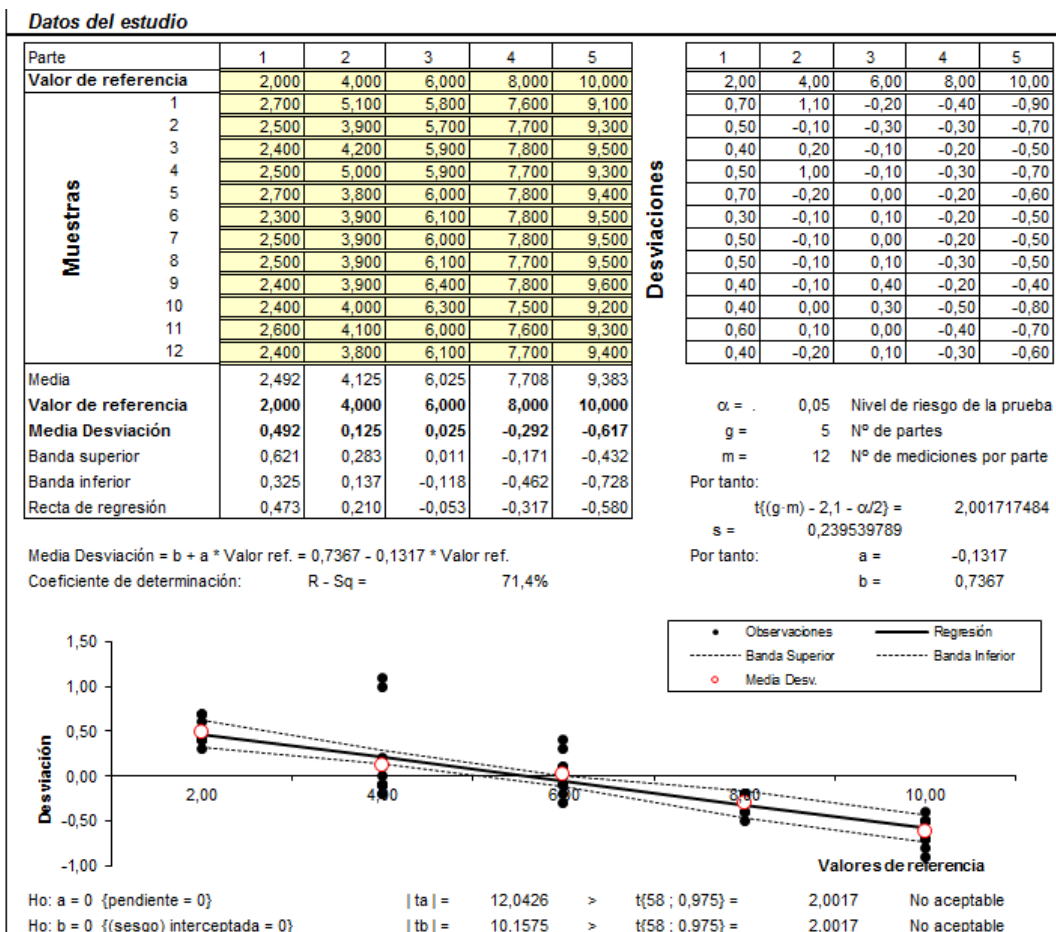 Datos del estudio
Parte 1 2 3 4 5
Valor de referencia 2,000 4,000 6,000 8,000 10,000
Muestras
1 2,700 5,100 5,800 7,600 9,100
2 2,500 3,900 5,700 7,700 9,300
3 2,400 4,200 5,900 7,800 9,500
4 2,500 5,000 5,900 7,700 9,300
5 2,700 3,800 6,000 7,800 9,400
6 2,300 3,900 6,100 7,800 9,500
7 2,500 3,900 6,000 7,800 9,500
8 2,500 3,900 6,100 7,700 9,500
9 2,400 3,900 6,400 7,800 9,600
10 2,400 4,000 6,300 7,500 9,200
11 2,600 4,100 6,000 7,600 9,300
12 2,400 3,800 6,100 7,700 9,400
Media 2,492 4,125 6,025 7,708 9,383
Valor de referencia 2,000 4,000 6,000 8,000 10,000
Media Desviación 0,492 0,125 0,025 -0,292 -0,617
Banda superior 0,621 0,283 0,011 -0,171 -0,432
Banda inferior 0,325 0,137 -0,118 -0,462 -0,728
Recta de regresión 0,473 0,210 -0,053 -0,317 -0,580
Desviaciones
1 2 3 4 5
2,00 4,00 6,00 8,00 10,00
0,70 1,10 -0,20 -0,40 -0,90
0,50 -0,10 -0,30 -0,30 -0,70
0,40 0,20 -0,10 -0,20 -0,50
0,50 1,00 -0,10 -0,30 -0,70
0,70 -0,20 0,00 -0,20 -0,60
0,30 -0,10 0,10 -0,20 -0,50
0,50 -0,10 0,00 -0,20 -0,50
0,50 -0,10 0,10 -0,30 -0,50
0,40 -0,10 0,40 -0,20 -0,40
0,40 0,00 0,30 -0,50 -0,80
0,60 0,10 0,00 -0,40 -0,70
0,40 -0,20 0,10 -0,30 -0,60
α = . 0,05 Nivel de riesgo de la prueba
g = 5 Nº de partes
m = 12 Nº de mediciones por parte
Por tanto:
t{(g·m) - 2,1 - α/2} = 2,001717484
s = 0,239539789
Media Desviación = b + a * Valor ref. = 0,7367 - 0,1317 * Valor ref.
Por tanto: a = -0,1317
Coeficiente de determinación: R - Sq = 71,4%
b = 0,7367
Observaciones Regresión
Banda Superior Banda Inferior
Media Desv.
Desviación
1,50
1,00
0,50
0,00
-0,50
-1,00
2,00 4,00 6,00 8,00 10,00
Valores de referencia
Ho: a = 0 {pendiente = 0} | ta | = 12,0426 > t{58 ; 0,975} = 2,0017 No aceptable
Ho: b = 0 {(sesgo) interceptada = 0} | tb | = 10,1575 > t{58 ; 0,975} = 2,0017 No aceptable